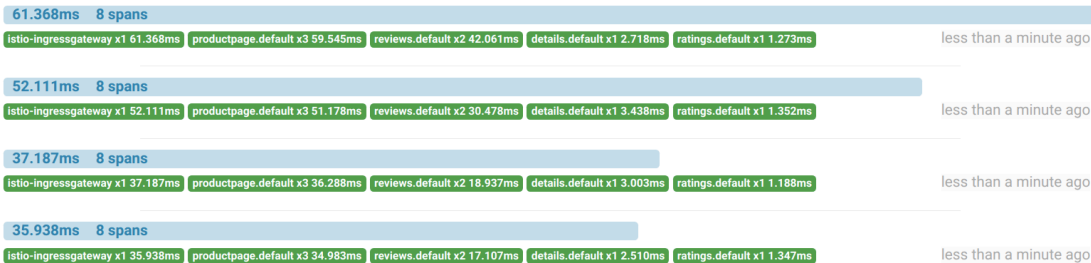 61.368ms 8 spans
istio-ingressgateway x1 61.368ms productpage.default x3 59.545ms reviews.default x2 42.061ms details.default x1 2.718ms ratings.default x1 1.273ms less than a minute ago
52.111ms 8 spans
istio-ingressgateway x1 52.111ms productpage.default x3 51.178ms reviews.default x2 30.478ms details.default x1 3.438ms ratings.default x1 1.352ms less than a minute ago
37.187ms 8 spans
istio-ingressgateway x1 37.187ms productpage.default x3 36.288ms reviews.default x2 18.937ms details.default x1 3.003ms ratings.default x1 1.188ms less than a minute ago
35.938ms 8 spans
istio-ingressgateway x1 35.938ms productpage.default x3 34.983ms reviews.default x2 17.107ms details.default x1 2.510ms ratings.default x1 1.347ms less than a minute ago